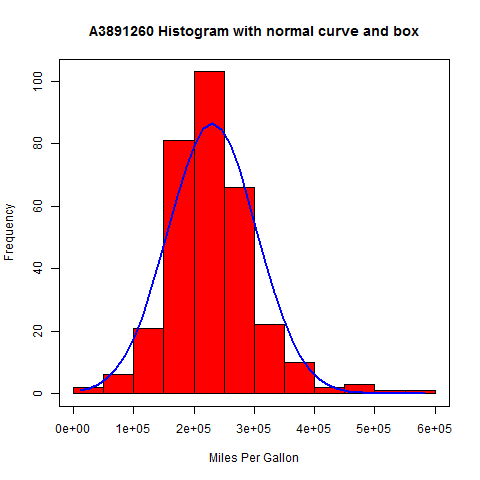 A3891260 Histogram with normal curve and box
Frequency
100
80
60
40
20
0
0e+00 1e+05 2e+05 3e+05 4e+05 5e+05 6e+05
Miles Per Gallon